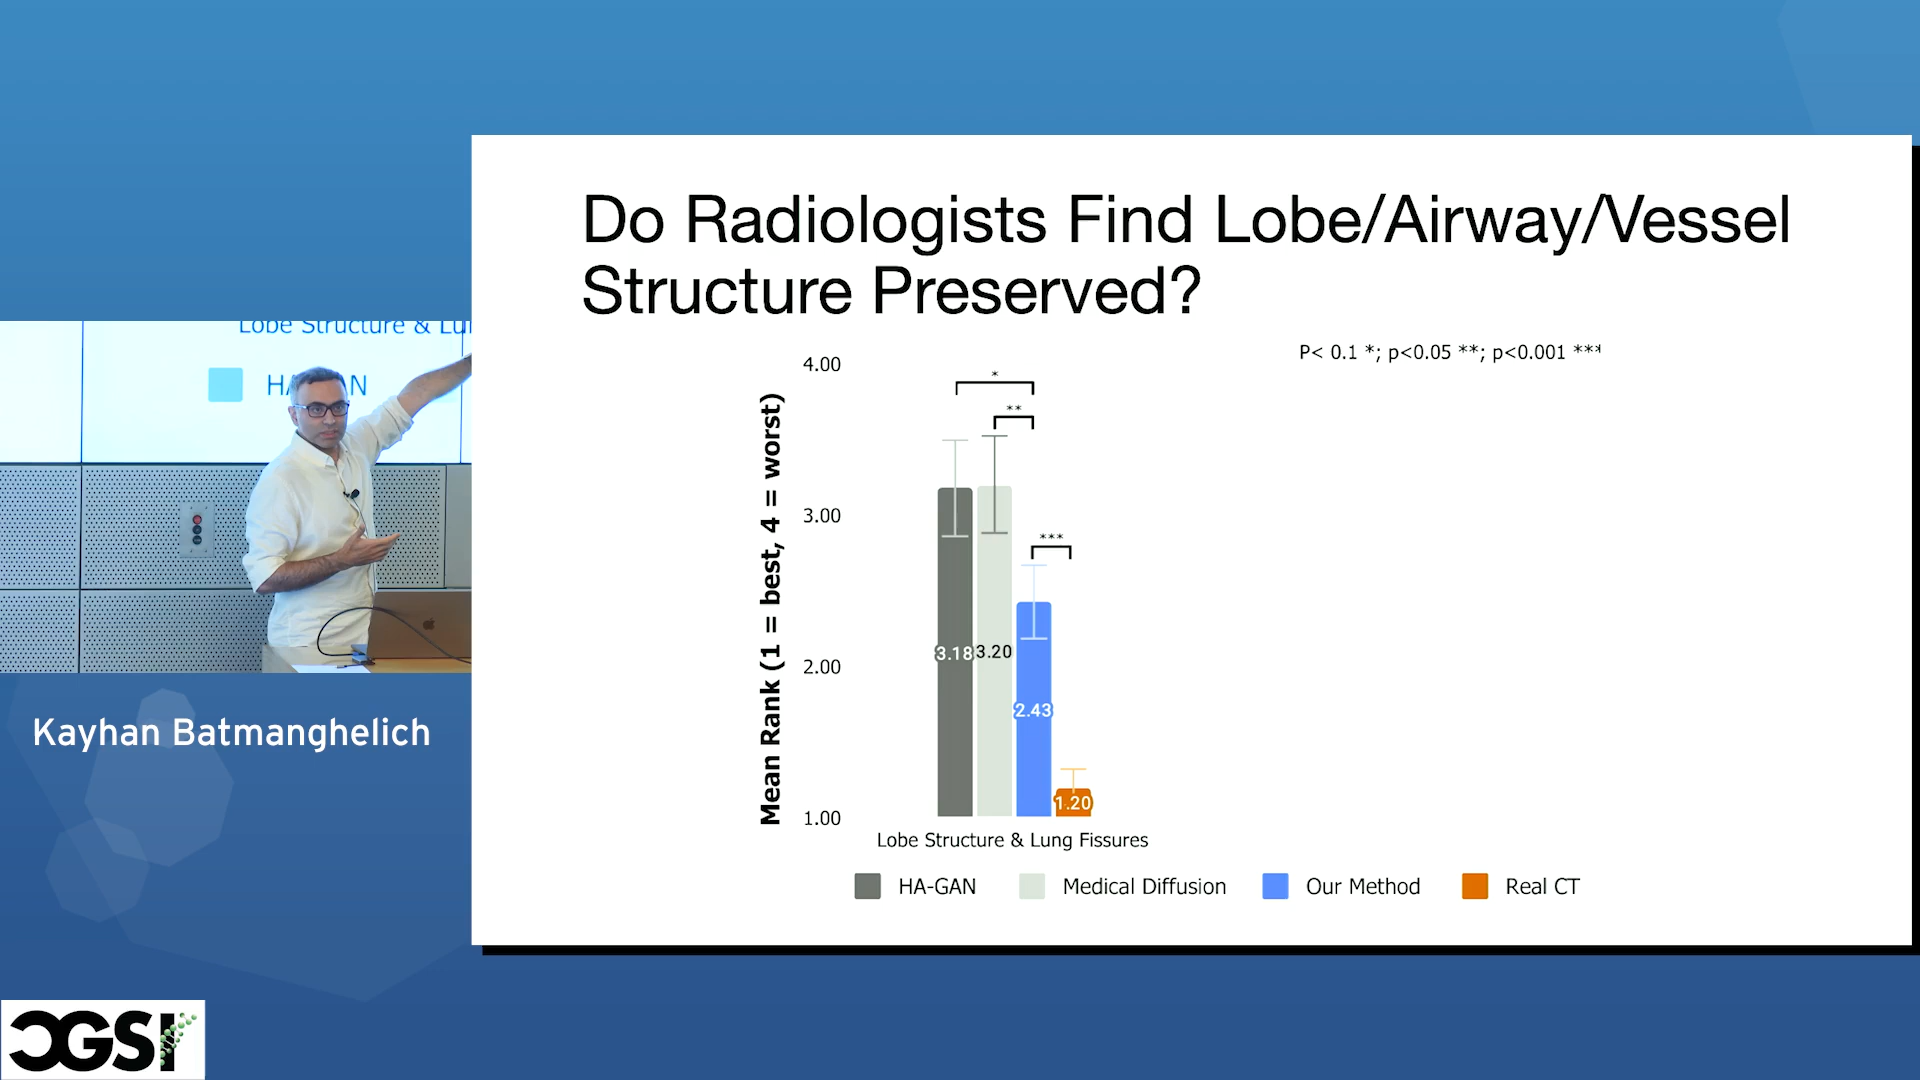 Do Radiologists Find Lobe/Airway/Vessel
Structure Preserved?
P< 0.1 *; p<0.05 **; p<0.001 ***
Mean Rank (1 = best, 4 = worst)
4.00
3.00
2.00
1.00
*
**
***
3.18
3.20
2.43
1.20
Lobe Structure & Lung Fissures
HA-GAN
Medical Diffusion
Our Method
Real CT
Lobe Structure & Lu
Kayhan Batmanghelich
CGSI